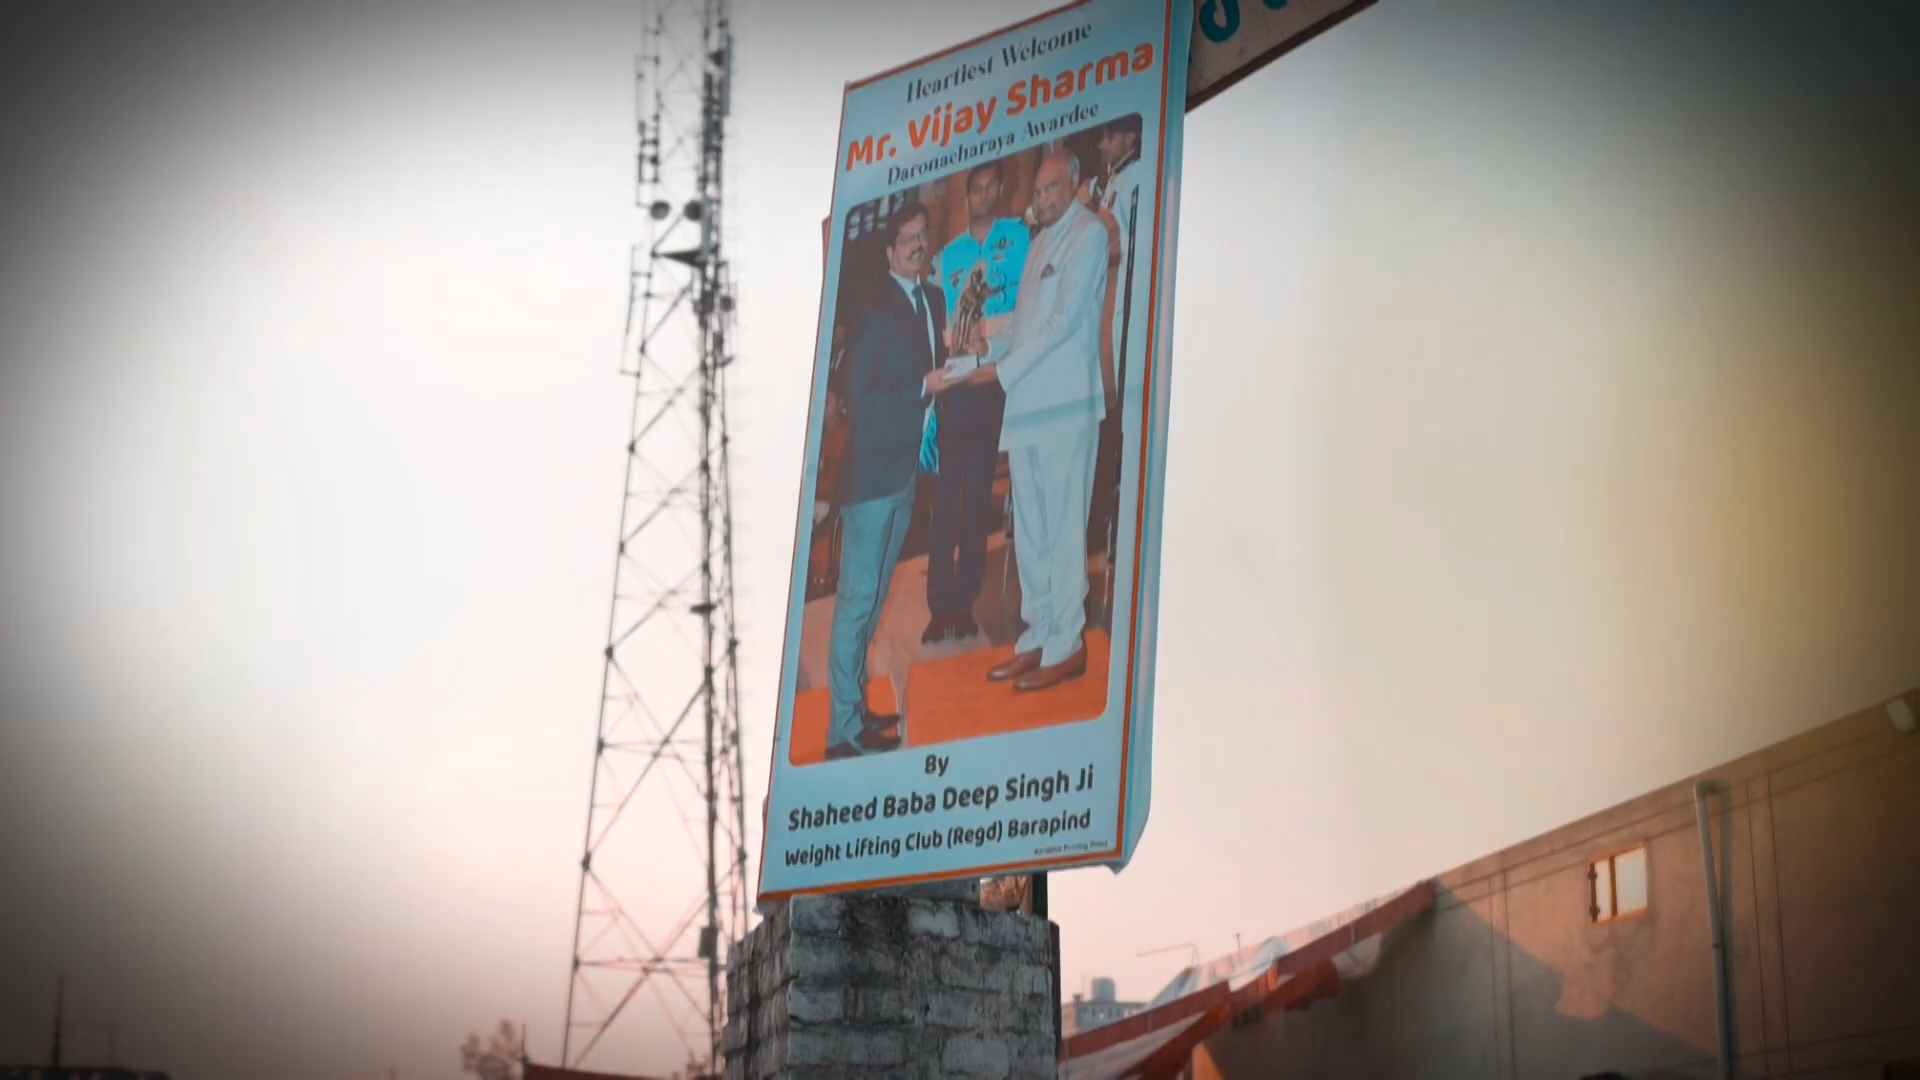 Heartiest Welcome
Mr. Vijay Sharma
Daronacharaya Awardee
By
Shaheed Baba Deep Singh Ji
Weight Lifting Club (Regd) Barapind